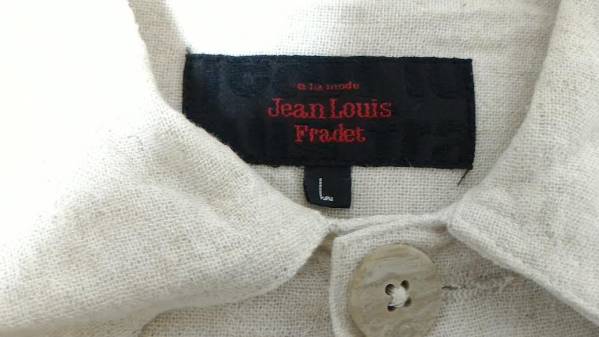 a la mode
Jean Louis
Fradet
L